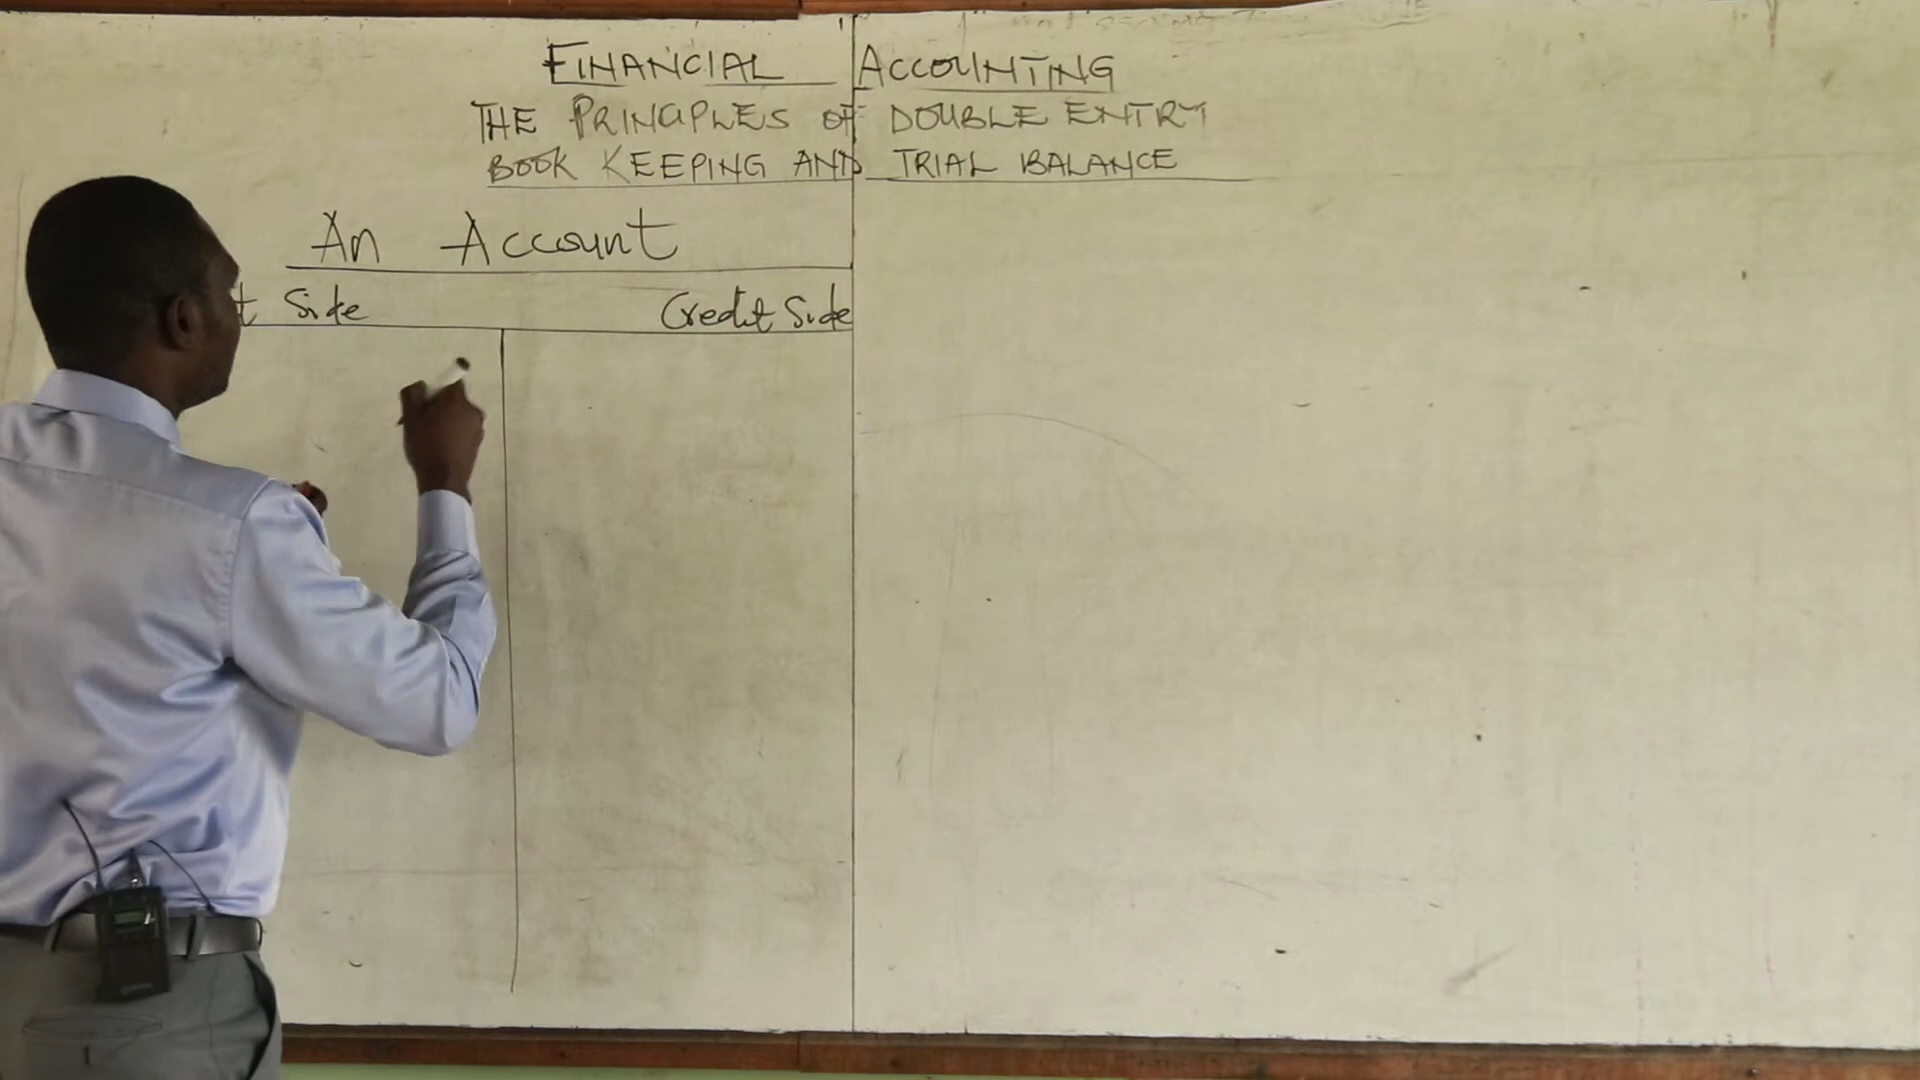 FINANCIAL ACCOUNTING
THE PRINCIPLES OF DOUBLE ENTRY
BOOK KEEPING AND TRIAL BALANCE
An Account
t Side Credit Side